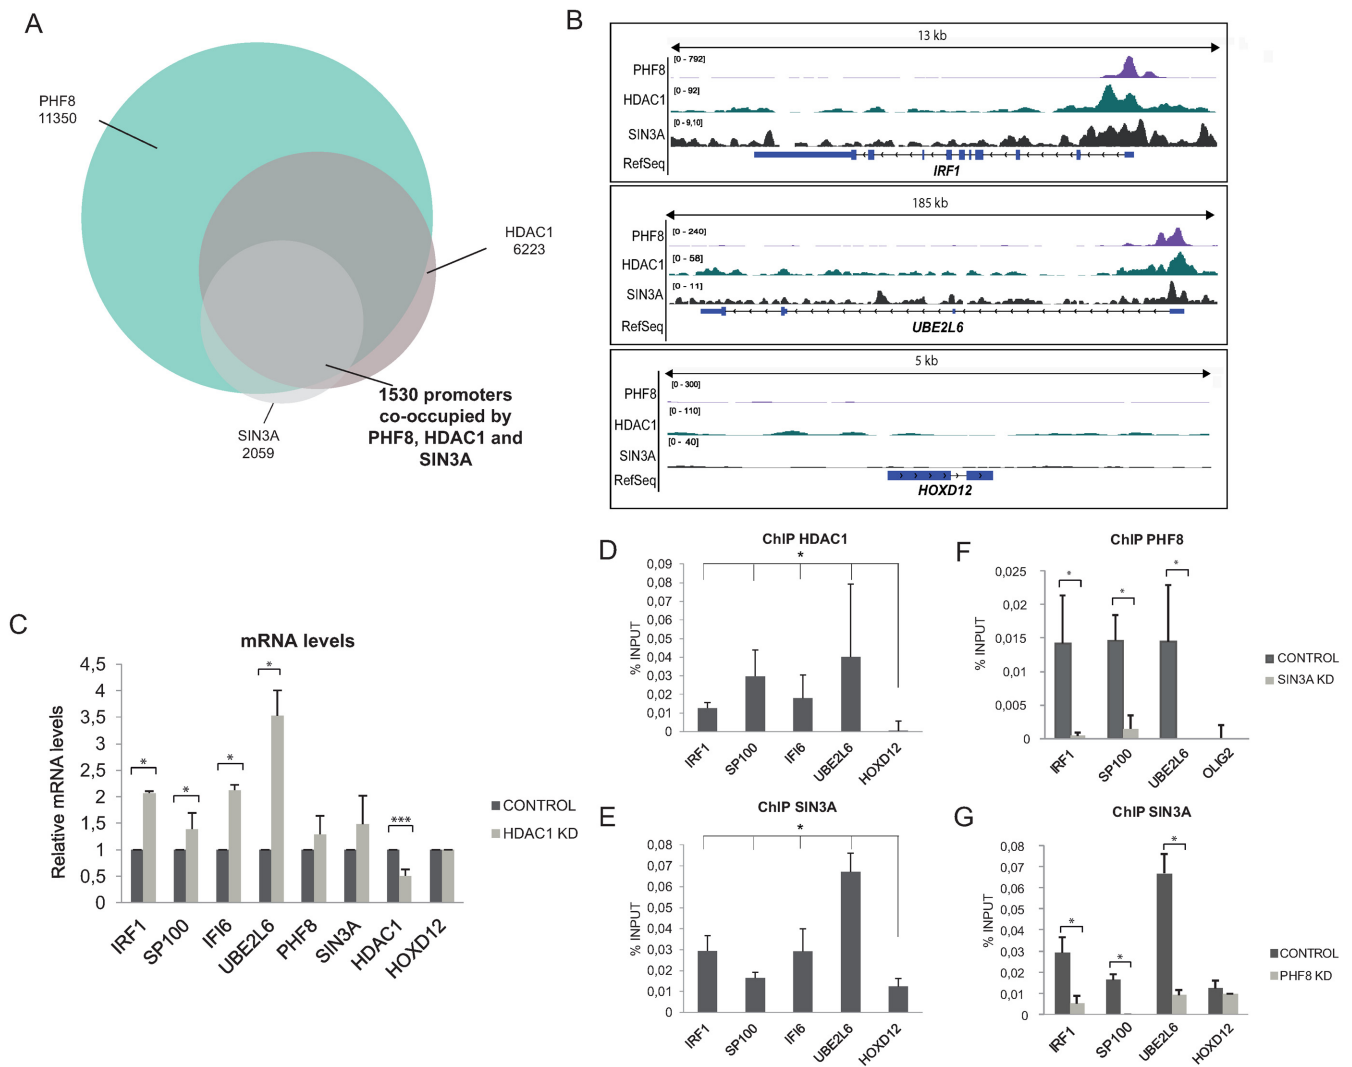 A
PHF8
11350
HDAC1
6223
SIN3A
2059
1530 promoters
co-occupied by
PHF8, HDAC1 and
SIN3A
B
13 kb
PHF8
[0 - 792]
HDAC1
[0 - 92]
SIN3A
[0 - 9,10]
RefSeq
IRF1
185 kb
PHF8
[0 - 240]
HDAC1
[0 - 58]
SIN3A
[0 - 11]
RefSeq
UBE2L6
5 kb
PHF8
[0 - 300]
HDAC1
[0 - 110]
SIN3A
[0 - 40]
RefSeq
HOXD12
C
mRNA levels
Relative mRNA levels
4,5
4
3,5
3
2,5
2
1,5
1
0,5
0
*
*
*
*
***
IRF1
SP100
IFI6
UBE2L6
PHF8
SIN3A
HDAC1
HOXD12
CONTROL
HDAC1 KD
D
ChIP HDAC1
*
% INPUT
0,09
0,08
0,07
0,06
0,05
0,04
0,03
0,02
0,01
0
IRF1
SP100
IFI6
UBE2L6
HOXD12
E
ChIP SIN3A
*
% INPUT
0,08
0,07
0,06
0,05
0,04
0,03
0,02
0,01
0
IRF1
SP100
IFI6
UBE2L6
HOXD12
F
ChIP PHF8
% INPUT
0,025
0,02
0,015
0,01
0,005
0
*
*
*
IRF1
SP100
UBE2L6
OLIG2
CONTROL
SIN3A KD
G
ChIP SIN3A
% INPUT
0,08
0,07
0,06
0,05
0,04
0,03
0,02
0,01
0
*
*
*
IRF1
SP100
UBE2L6
HOXD12
CONTROL
PHF8 KD